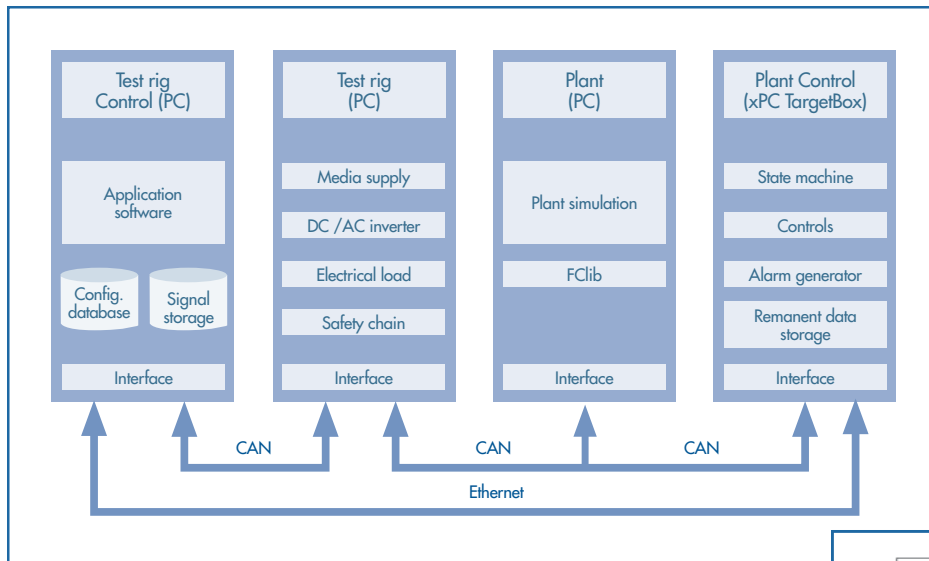 Test rig
Control (PC)
Application
software
Config.
database
Signal
storage
Interface
Test rig
(PC)
Media supply
DC /AC inverter
Electrical load
Safety chain
Interface
Plant
(PC)
Plant simulation
FClib
Interface
Plant Control
(xPC TargetBox)
State machine
Controls
Alarm generator
Remanent data
storage
Interface
CAN
CAN
CAN
Ethernet